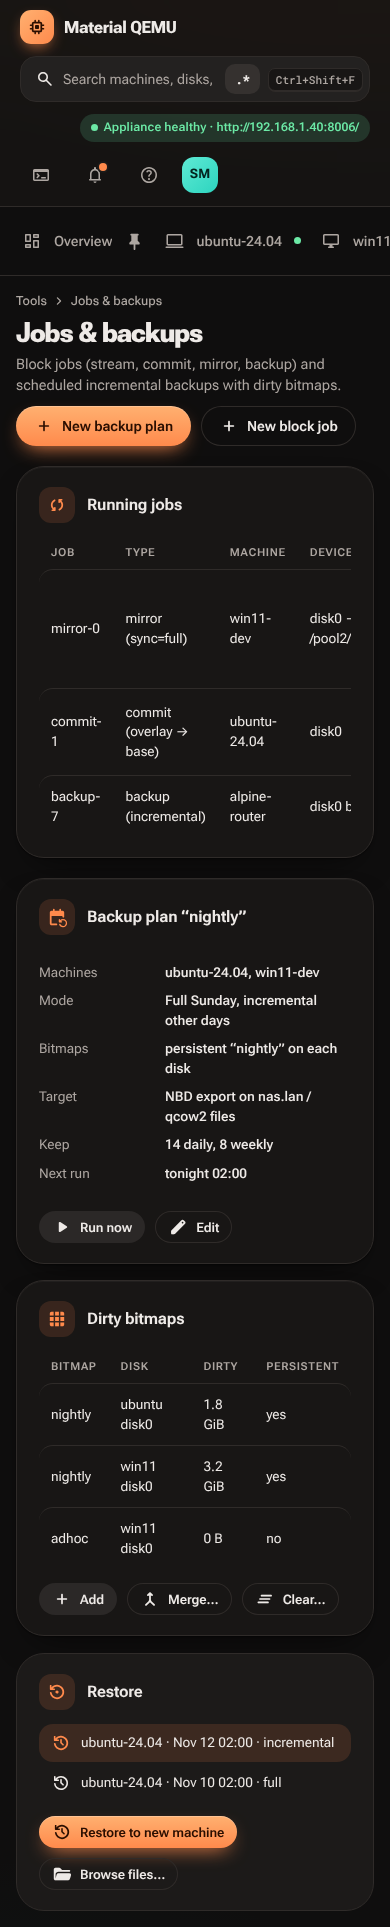 Material QEMU
Search machines, disks, .* Ctrl+Shift+F
Appliance healthy · http://192.168.1.40:8006/
SM
Overview ubuntu-24.04 win11
Tools > Jobs & backups
Jobs & backups
Block jobs (stream, commit, mirror, backup) and
scheduled incremental backups with dirty bitmaps.
+ New backup plan + New block job
Running jobs
JOB TYPE MACHINE DEVICE
mirror-0 mirror (sync=full) win11-dev disk0 - /pool2/
commit-1 commit (overlay → base) ubuntu-24.04 disk0
backup-7 backup (incremental) alpine-router disk0 b
Backup plan “nightly”
Machines ubuntu-24.04, win11-dev
Mode Full Sunday, incremental
other days
Bitmaps persistent “nightly” on each
disk
Target NBD export on nas.lan /
qcow2 files
Keep 14 daily, 8 weekly
Next run tonight 02:00
Run now Edit
Dirty bitmaps
BITMAP DISK DIRTY PERSISTENT
nightly ubuntu disk0 1.8 GiB yes
nightly win11 disk0 3.2 GiB yes
adhoc win11 disk0 0 B no
+ Add Merge... Clear...
Restore
ubuntu-24.04 · Nov 12 02:00 · incremental
ubuntu-24.04 · Nov 10 02:00 · full
Restore to new machine
Browse files...